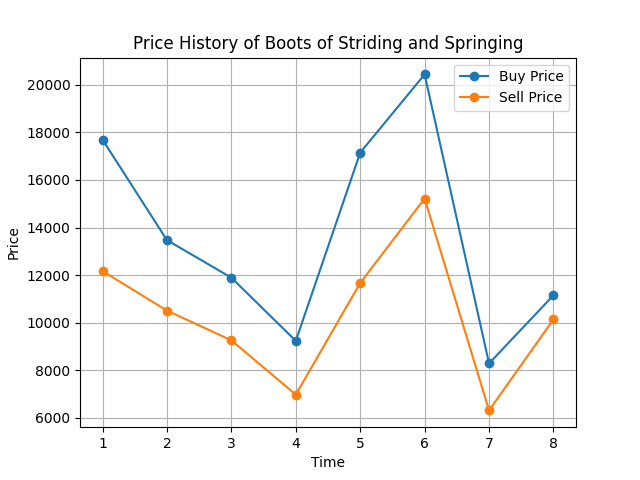 Price History of Boots of Striding and Springing
Buy Price
Sell Price
20000
18000
16000
14000
12000
10000
8000
6000
Price
1 2 3 4 5 6 7 8
Time